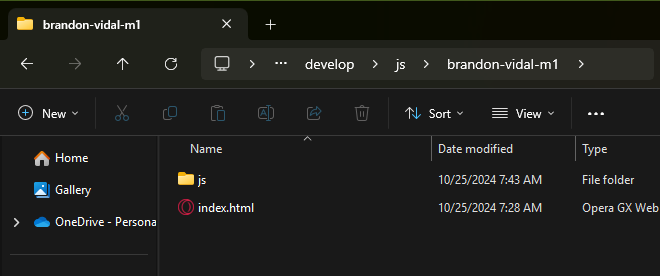 brandon-vidal-m1
develop js brandon-vidal-m1
New Sort View
Name Date modified Type
Home
Gallery
OneDrive - Persona
js 10/25/2024 7:43 AM File folder
index.html 10/25/2024 7:28 AM Opera GX Web